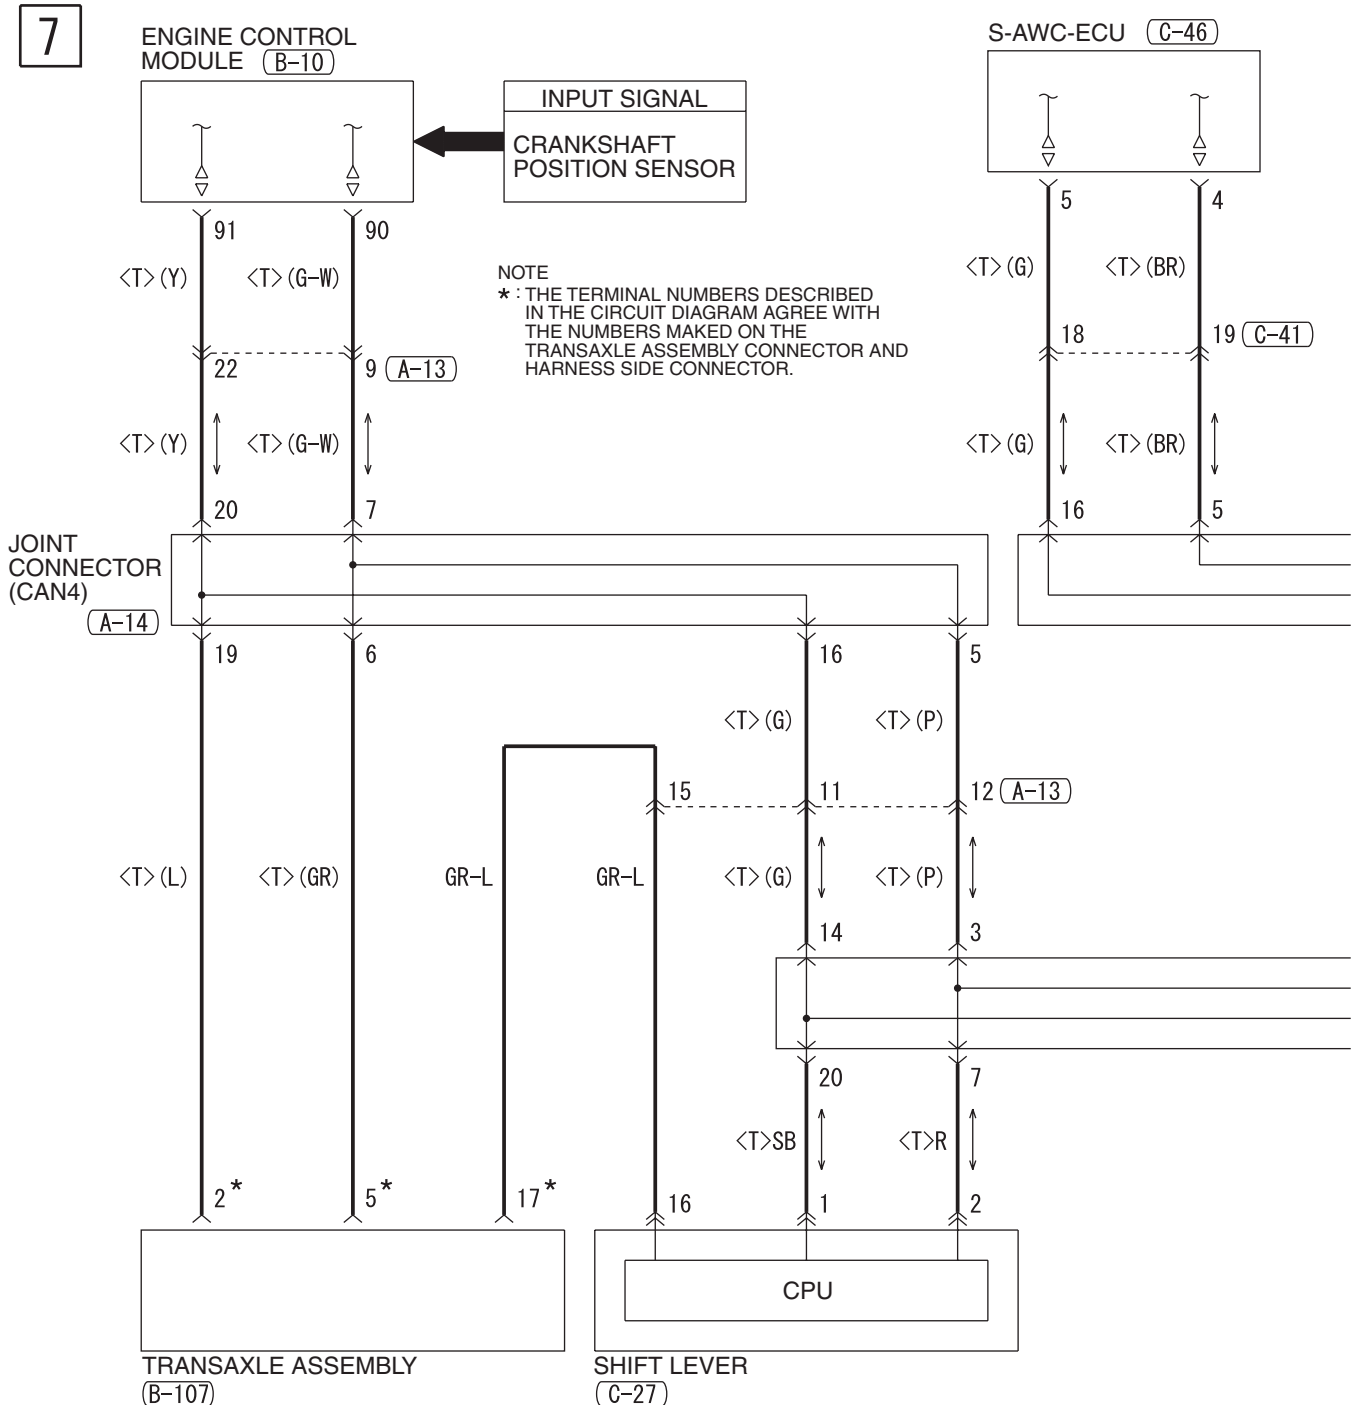 7
ENGINE CONTROL
MODULE (B-10)
S-AWC-ECU (C-46)
INPUT SIGNAL
CRANKSHAFT
POSITION SENSOR
91 90
5 4
<T>(Y) <T>(G-W)
<T>(G) <T>(BR)
NOTE
* : THE TERMINAL NUMBERS DESCRIBED
IN THE CIRCUIT DIAGRAM AGREE WITH
THE NUMBERS MAKED ON THE
TRANSAXLE ASSEMBLY CONNECTOR AND
HARNESS SIDE CONNECTOR.
22 9 (A-13)
18 19 (C-41)
<T>(Y) <T>(G-W)
<T>(G) <T>(BR)
20 7
16 5
JOINT
CONNECTOR
(CAN4)
(A-14)
19 6 16 5
<T>(G) <T>(P)
15 11 12 (A-13)
<T>(L) <T>(GR) GR-L GR-L <T>(G) <T>(P)
14 3
20 7
<T>SB <T>R
2* 5* 17* 16 1 2
CPU
TRANSAXLE ASSEMBLY
(B-107)
SHIFT LEVER
(C-27)